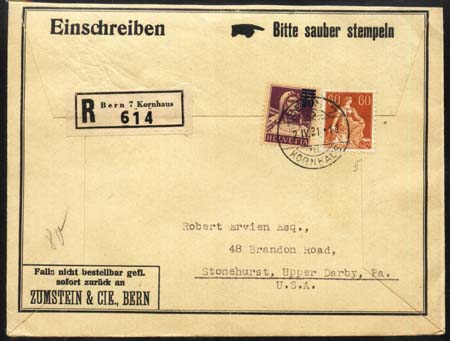 Einschreiben
Bitte sauber stempeln
R
Bern 7 Kornhaus
614
HELVETIA
60 60
KORNHAUS
Robert Ervien Esq.,
48 Brandon Road,
Stonehurst, Upper Darby, Pa.
U.S.A.
Falls nicht bestellbar gefl.
sofort zurück an
ZUMSTEIN & CIE., BERN
5